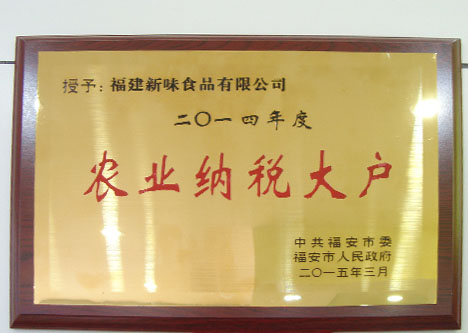 授予：福建新味食品有限公司
二〇一四年度
农业纳税大户
中共福安市委
福安市人民政府
二〇一五年三月